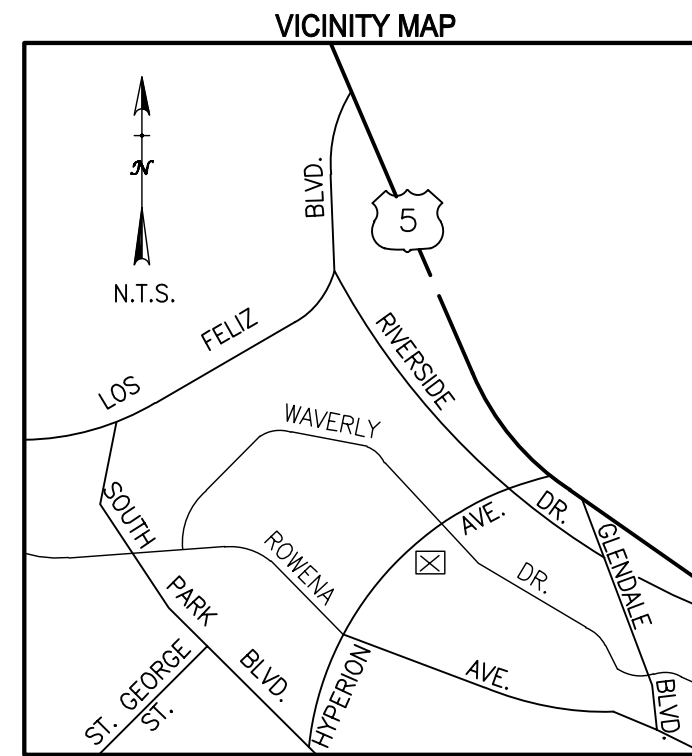 VICINITY MAP
N
N.T.S.
BLVD.
5
FELIZ
LOS
RIVERSIDE
WAVERLY
SOUTH
AVE.
DR.
ROWENA
GLENDALE
DR.
PARK
ST. GEORGE
ST.
BLVD.
HYPERION
AVE.
BLVD.